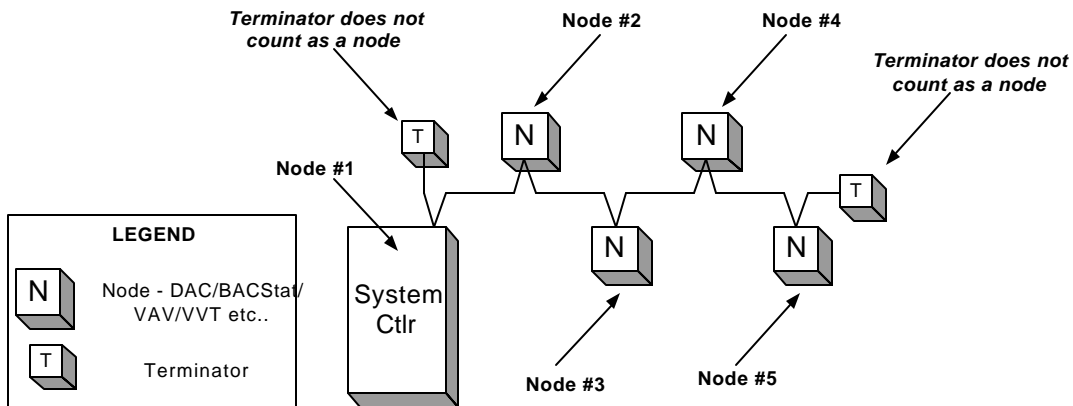 Terminator does not
count as a node
Node #2
Node #4
Terminator does not
count as a node
T
N
N
Node #1
T
LEGEND
N
Node - DAC/BACStat/
VAV/VVT etc..
T
Terminator
System
Ctlr
N
N
Node #3
Node #5